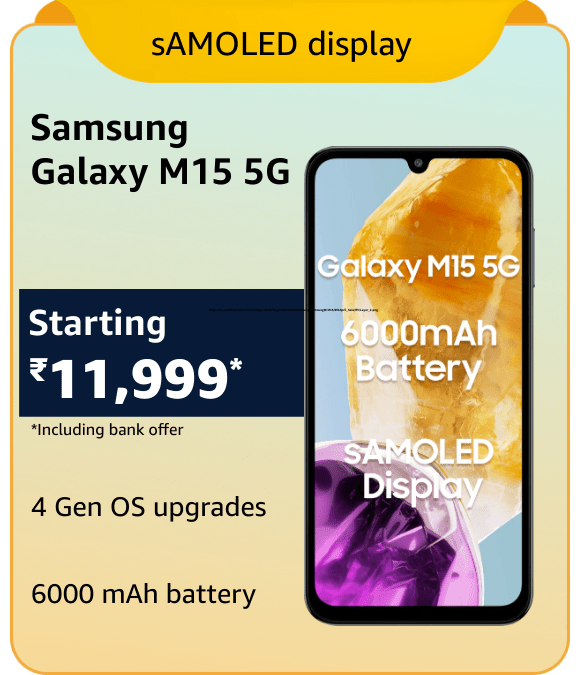 sAMOLED display
Samsung
Galaxy M15 5G
Starting
₹11,999*
*Including bank offer
4 Gen OS upgrades
6000 mAh battery
Galaxy M15 5G
6000mAh
Battery
sAMOLED
Display